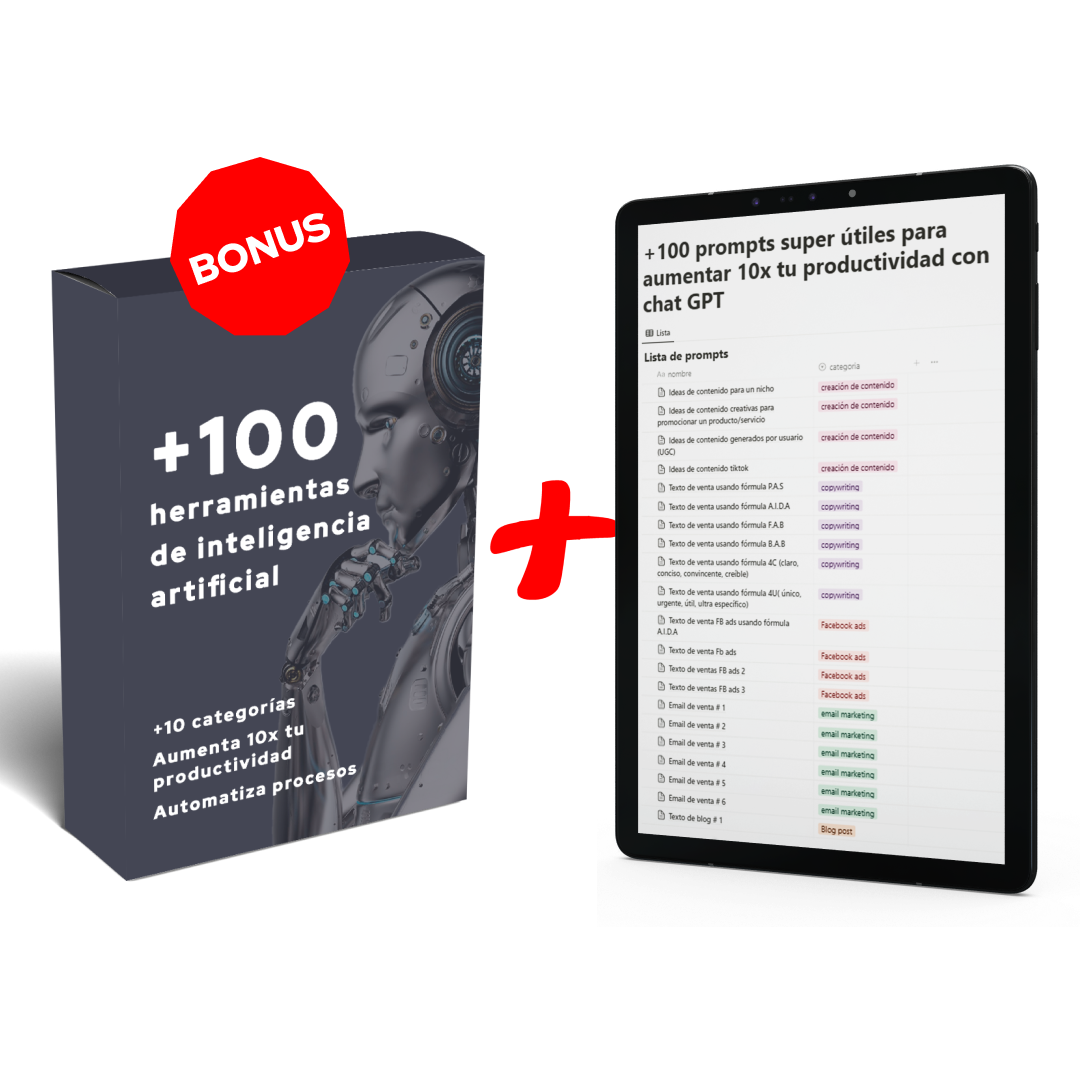 BONUS
+100
herramientas
de inteligencia
artificial
+10 categorías
Aumenta 10x tu
productividad
Automatiza procesos
+100 prompts super útiles para
aumentar 10x tu productividad con
chat GPT
Lista
Lista de prompts
Aa nombre
categoria
Ideas de contenido para un nicho
creación de contenido
Ideas de contenido creativas para
promocionar un producto/servicio
creación de contenido
Ideas de contenido generados por usuario
(UGC)
creación de contenido
Ideas de contenido tiktok
creación de contenido
Texto de venta usando fórmula P.A.S
copywriting
Texto de venta usando fórmula A.I.D.A
copywriting
Texto de venta usando fórmula F.A.B
copywriting
Texto de venta usando fórmula B.A.B
copywriting
Texto de venta usando fórmula 4C (claro,
conciso, convincente, creíble)
copywriting
Texto de venta usando fórmula 4U( único,
urgente, útil, ultra específico)
copywriting
Texto de venta FB ads usando fórmula
A.I.D.A
Facebook ads
Texto de venta Fb ads
Facebook ads
Texto de ventas FB ads 2
Facebook ads
Texto de ventas FB ads 3
Facebook ads
Email de venta # 1
email marketing
Email de venta # 2
email marketing
Email de venta # 3
email marketing
Email de venta # 4
email marketing
Email de venta # 5
email marketing
Email de venta # 6
email marketing
Texto de blog # 1
Blog post